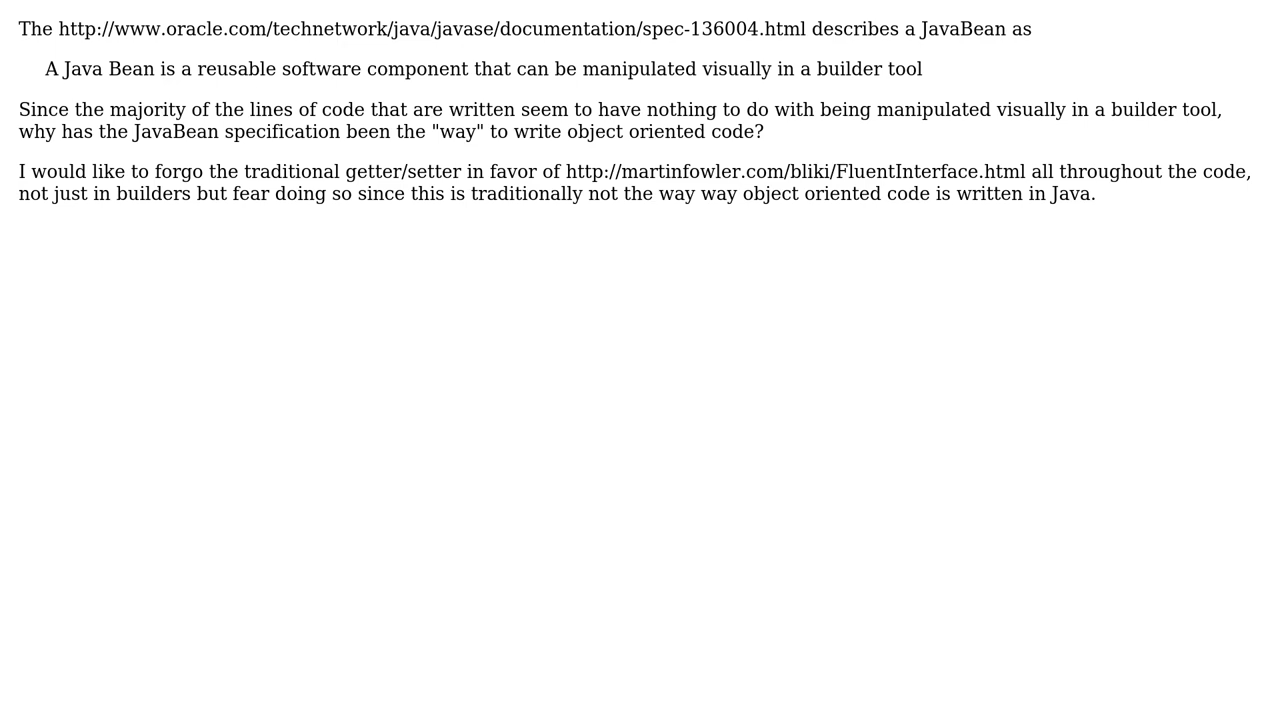 The http://www.oracle.com/technetwork/java/javase/documentation/spec-136004.html describes a JavaBean as
A Java Bean is a reusable software component that can be manipulated visually in a builder tool
Since the majority of the lines of code that are written seem to have nothing to do with being manipulated visually in a builder tool,
why has the JavaBean specification been the "way" to write object oriented code?
I would like to forgo the traditional getter/setter in favor of http://martinfowler.com/bliki/FluentInterface.html all throughout the code,
not just in builders but fear doing so since this is traditionally not the way way object oriented code is written in Java.